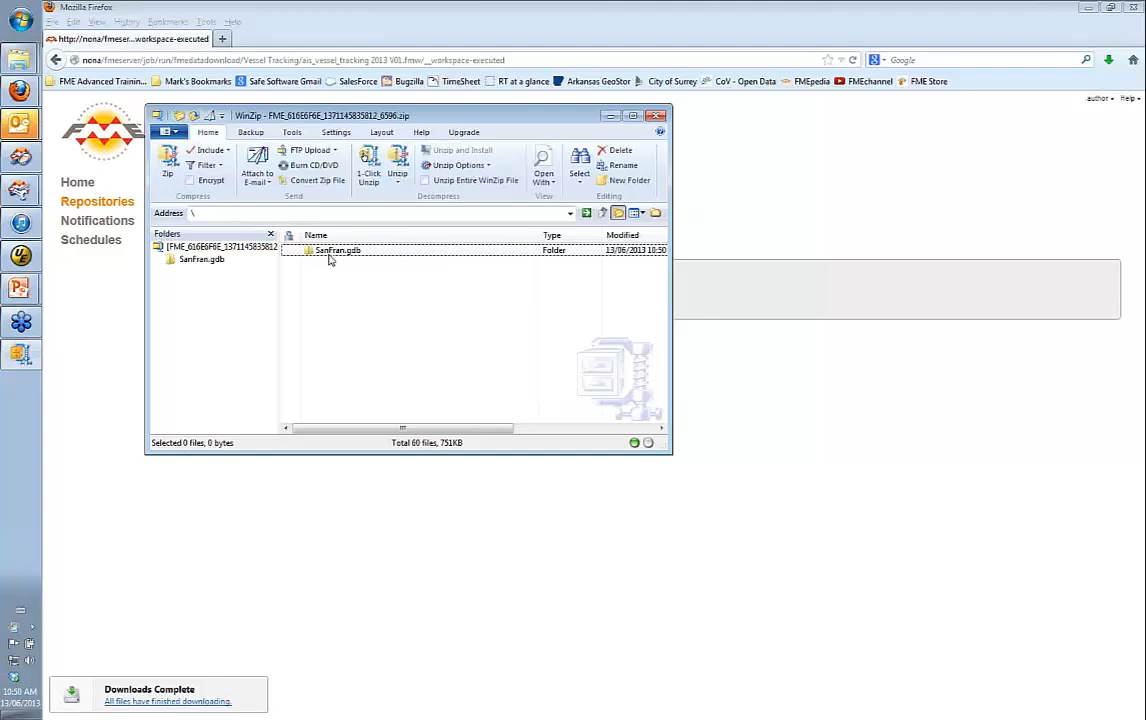 Mozilla Firefox
File Edit View History Bookmarks Tools Help
http://nona/fmeser...workspace-executed
nona/fmeserver/job/run/fmedatadownload/Vessel Tracking/ais_vessel_tracking 2013 V01.fmw/__workspace-executed
Google
FME Advanced Trainin... Mark's Bookmarks Safe Software Gmail SalesForce Bugzilla TimeSheet RT at a glance Arkansas GeoStor City of Surrey CoV - Open Data FMEpedia FMEchannel FME Store
author Help
FME
Home
Repositories
Notifications
Schedules
WinZip - FME_616E6F6E_1371145835812_6596.zip
Home Backup Tools Settings Layout Help Upgrade
Zip
Include
Filter
Encrypt
Compress
Attach to E-mail
FTP Upload
Burn CD/DVD
Convert Zip File
Send
1-Click Unzip
Unzip
Unzip and Install
Unzip Options
Unzip Entire WinZip File
Decompress
Open With
View
Select
Delete
Rename
New Folder
Editing
Address \
Folders
Name Type Modified
[FME_616E6F6E_1371145835812
SanFran.gdb
SanFran.gdb Folder 13/06/2013 10:50
Selected 0 files, 0 bytes
Total 60 files, 751KB
Downloads Complete
All files have finished downloading.
10:50 AM
13/06/2013